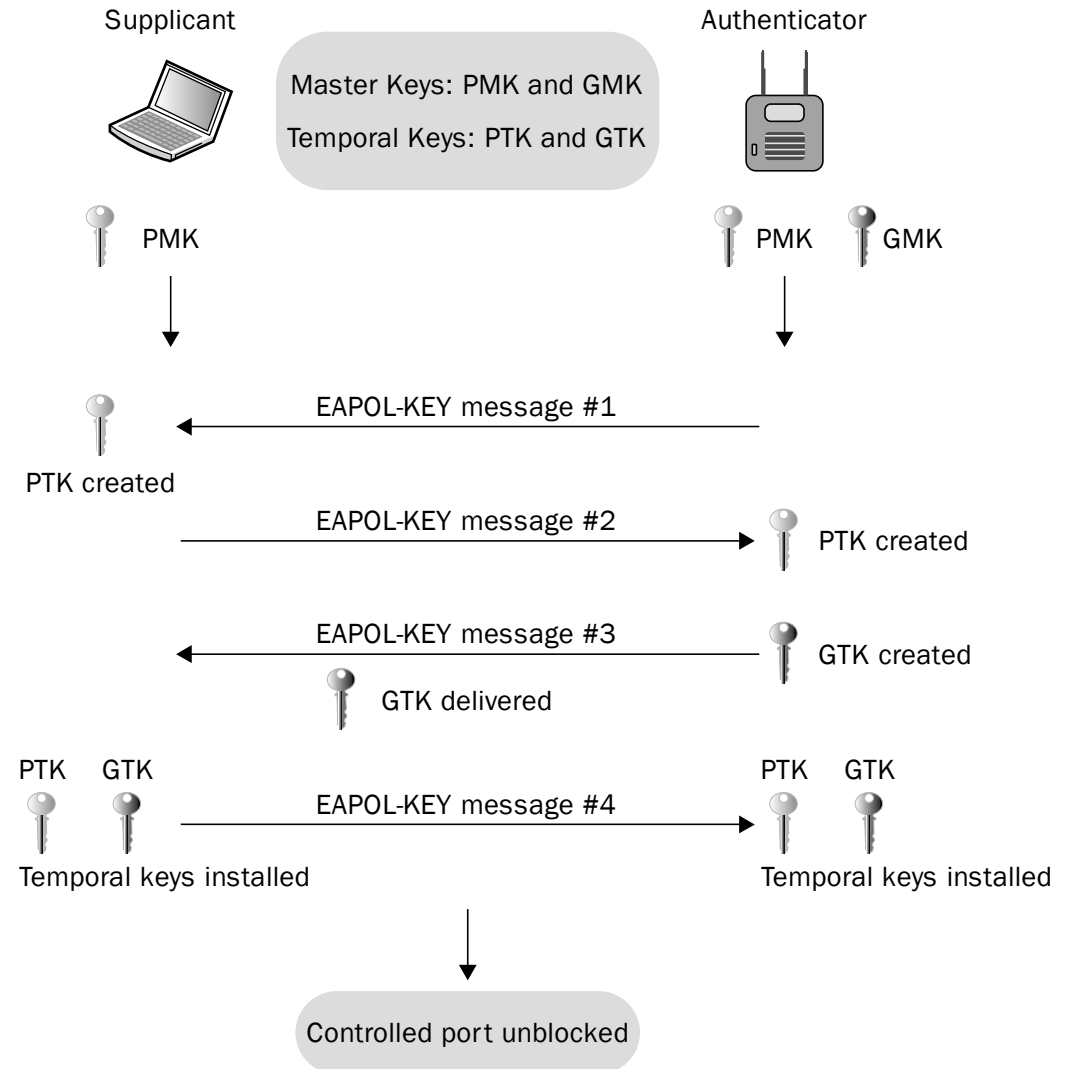 Supplicant
Authenticator
Master Keys: PMK and GMK
Temporal Keys: PTK and GTK
PMK
PMK
GMK
EAPOL-KEY message #1
PTK created
EAPOL-KEY message #2
PTK created
EAPOL-KEY message #3
GTK created
GTK delivered
PTK
GTK
PTK
GTK
EAPOL-KEY message #4
Temporal keys installed
Temporal keys installed
Controlled port unblocked